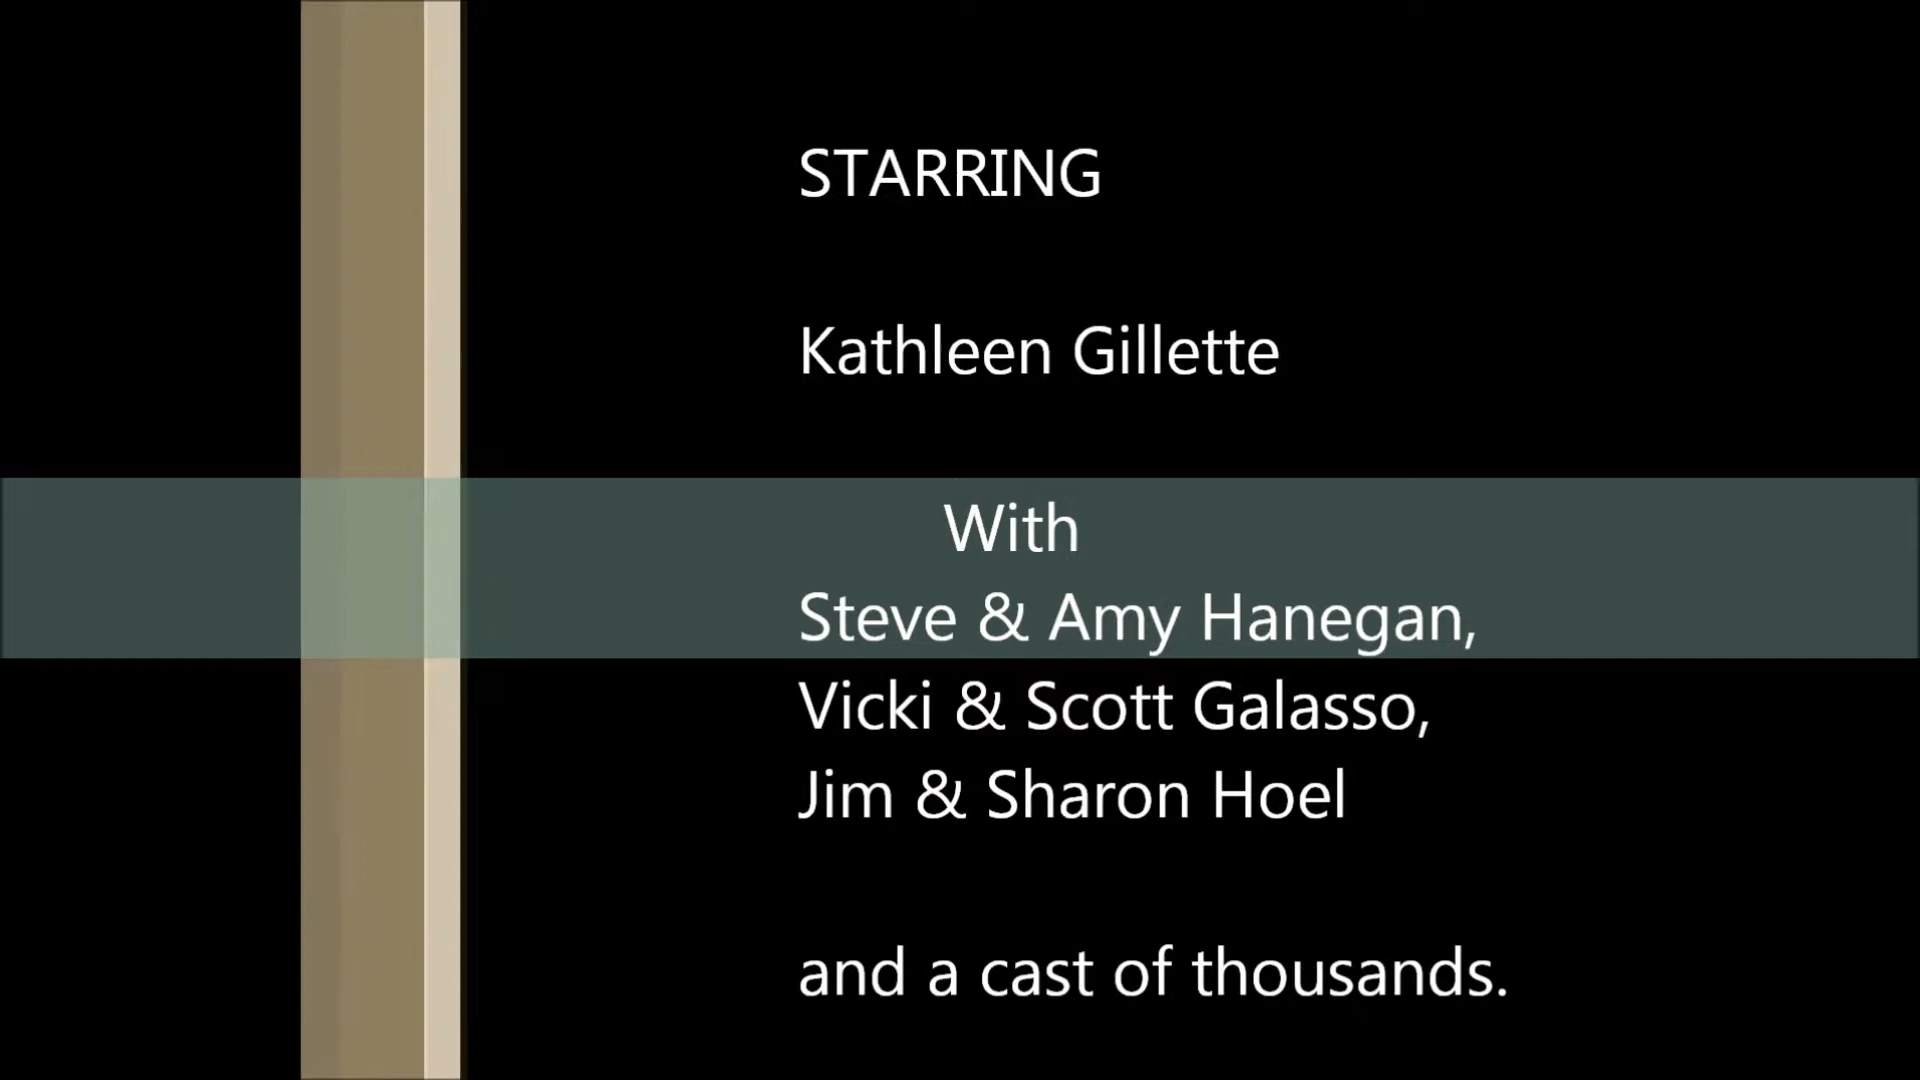 STARRING
Kathleen Gillette
With
Steve & Amy Hanegan,
Vicki & Scott Galasso,
Jim & Sharon Hoel
and a cast of thousands.